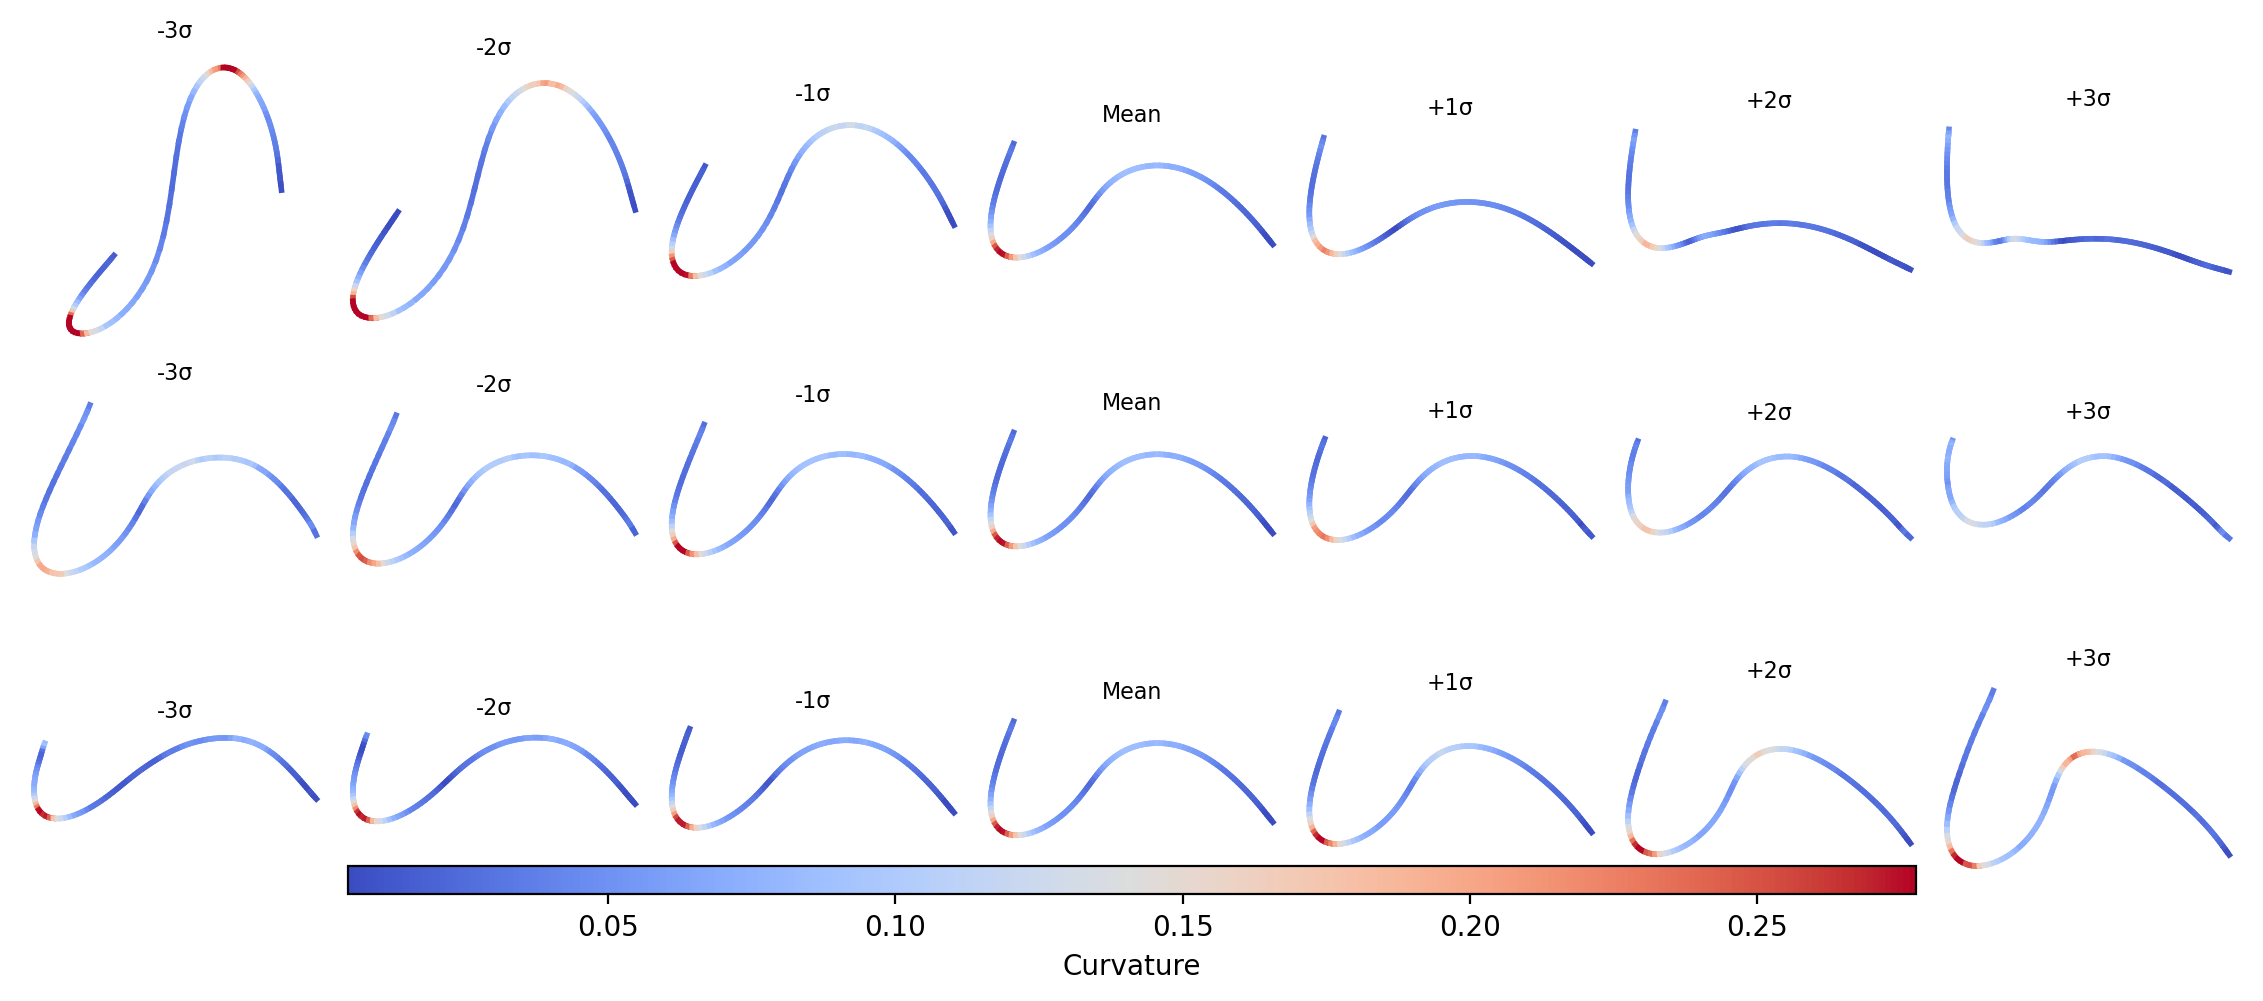 -3σ
-2σ
-1σ
Mean
+1σ
+2σ
+3σ
-3σ
-2σ
-1σ
Mean
+1σ
+2σ
+3σ
-3σ
-2σ
-1σ
Mean
+1σ
+2σ
+3σ
0.05 0.10 0.15 0.20 0.25
Curvature